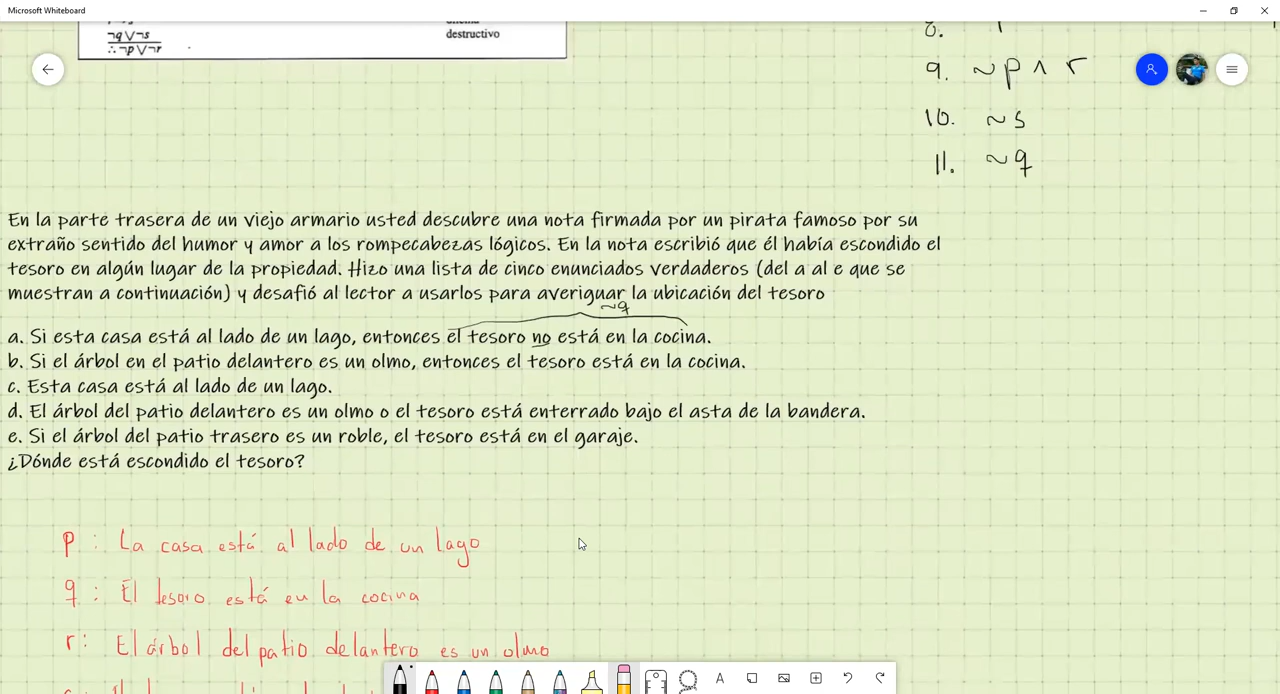 Microsoft Whiteboard
¬q∨¬s
∴¬p∨¬r
destructivo
8.
9. ~p ∧ r
10. ~s
11. ~q
En la parte trasera de un viejo armario usted descubre una nota firmada por un pirata famoso por su
extraño sentido del humor y amor a los rompecabezas lógicos. En la nota escribió que él había escondido el
tesoro en algún lugar de la propiedad. Hizo una lista de cinco enunciados verdaderos (del a al e que se
muestran a continuación) y desafió al lector a usarlos para averiguar la ubicación del tesoro
~q
a. Si esta casa está al lado de un lago, entonces el tesoro no está en la cocina.
b. Si el árbol en el patio delantero es un olmo, entonces el tesoro está en la cocina.
c. Esta casa está al lado de un lago.
d. El árbol del patio delantero es un olmo o el tesoro está enterrado bajo el asta de la bandera.
e. Si el árbol del patio trasero es un roble, el tesoro está en el garaje.
¿Dónde está escondido el tesoro?
p : La casa está al lado de un lago
q : El tesoro está en la cocina
r : El árbol del patio delantero es un olmo
A